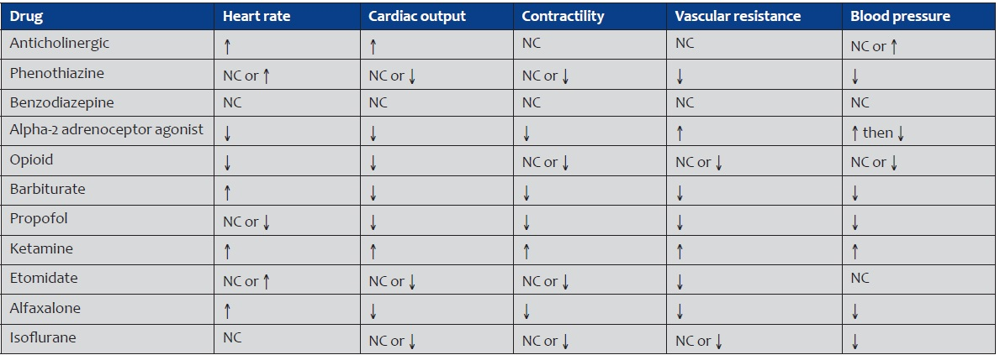 Drug Heart rate Cardiac output Contractility Vascular resistance Blood pressure
Anticholinergic ↑ ↑ NC NC NC or ↑
Phenothiazine NC or ↑ NC or ↓ NC or ↓ ↓ ↓
Benzodiazepine NC NC NC NC NC
Alpha-2 adrenoceptor agonist ↓ ↓ ↓ ↑ ↑ then ↓
Opioid ↓ ↓ NC or ↓ NC or ↓ NC or ↓
Barbiturate ↑ ↓ ↓ ↓ ↓
Propofol NC or ↓ ↓ ↓ ↓ ↓
Ketamine ↑ ↑ ↑ ↑ ↑
Etomidate NC or ↑ NC or ↓ NC or ↓ ↓ NC
Alfaxalone ↑ ↓ ↓ ↓ ↓
Isoflurane NC NC or ↓ NC or ↓ NC or ↓ ↓